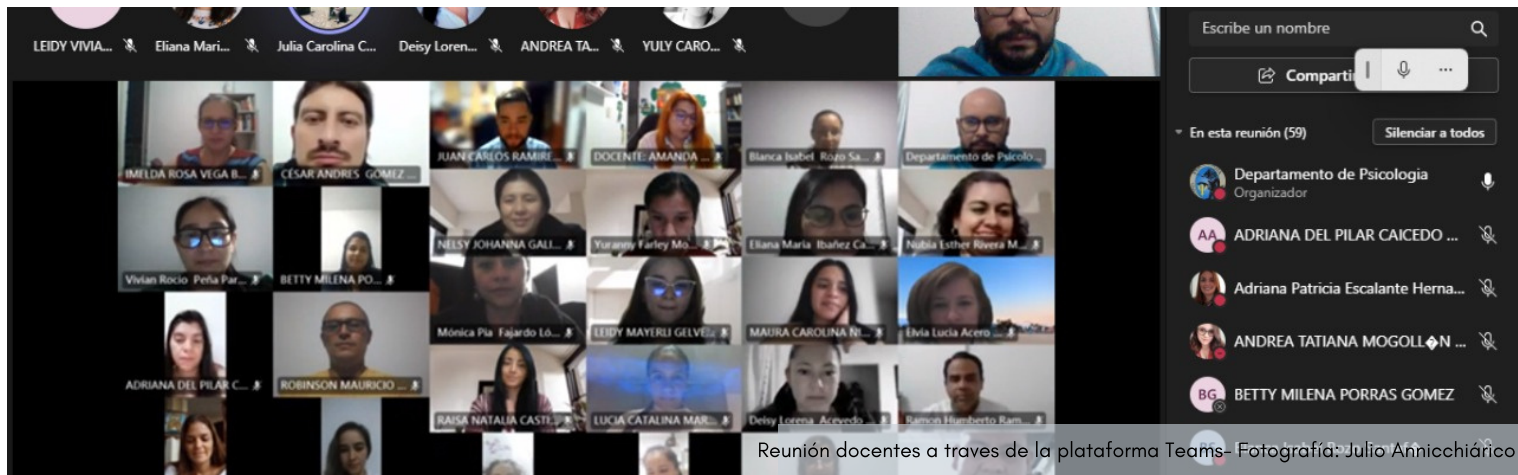 LEIDY VIVIA...
Eliana Mari...
Julia Carolina C...
Deisy Loren...
ANDREA TA...
YULY CARO...
IMELDA ROSA VEGA B...
CESAR ANDRES GOMEZ ...
JUAN CARLOS RAMIRE...
DOCENTE: AMANDA ...
Blanca Isabel Rozo Sa...
Departamento de Psicolo...
NELSY JOHANNA GALI...
Yuranny Farley Mo...
Eliana Maria Ibañez Ca...
Nubia Esther Rivera M...
Vivian Rocio Peña Par...
BETTY MILENA PO...
Mónica Pia Fajardo Ló...
LEIDY MAYERLI GELVE...
MAURA CAROLINA NI...
Elvia Lucia Acero ...
ADRIANA DEL PILAR C...
ROBINSON MAURICIO ...
RAISA NATALIA CASTI...
LUCIA CATALINA MAR...
Deisy Lorena Acevedo ...
Ramon Humberto Ram...
Escribe un nombre
En esta reunión (59)
Silenciar a todos
Departamento de Psicologia
Organizador
AA
ADRIANA DEL PILAR CAICEDO ...
Adriana Patricia Escalante Herna...
ANDREA TATIANA MOGOLL�N ...
BG
BETTY MILENA PORRAS GOMEZ
Reunión docentes a traves de la plataforma Teams- Fotografía: Julio Annicchiárico